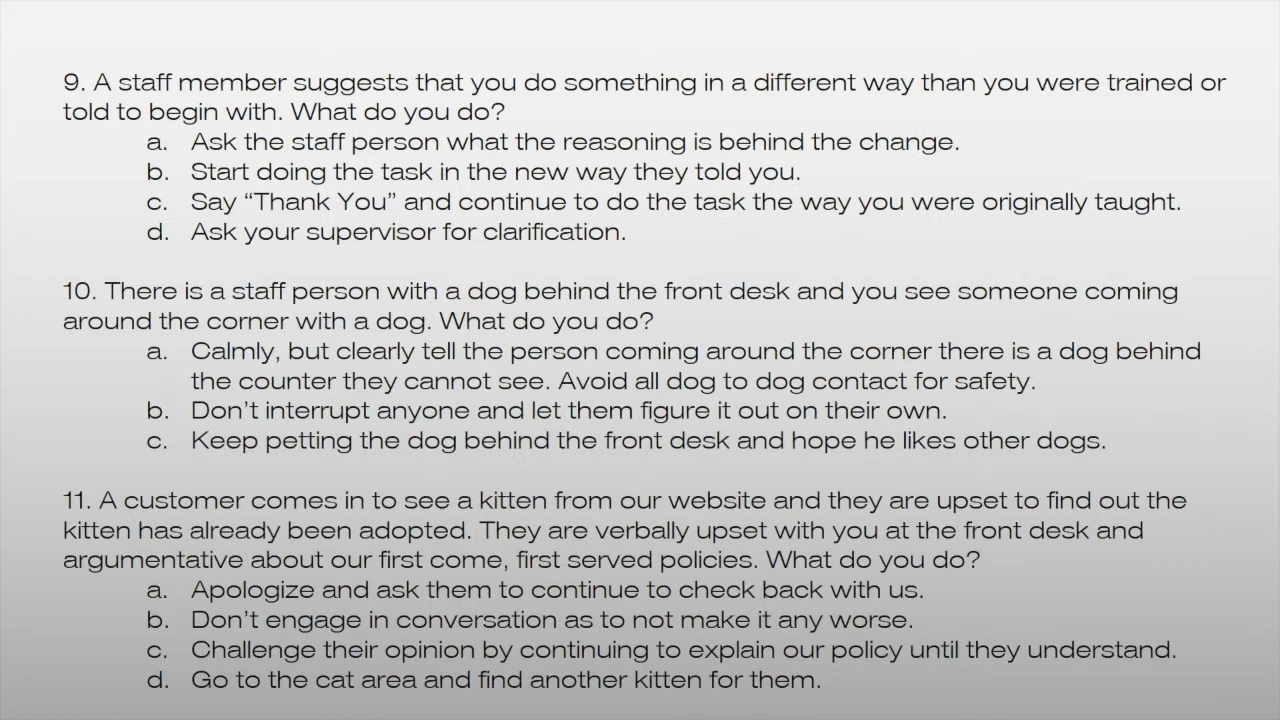 9. A staff member suggests that you do something in a different way than you were trained or
told to begin with. What do you do?
a. Ask the staff person what the reasoning is behind the change.
b. Start doing the task in the new way they told you.
c. Say “Thank You” and continue to do the task the way you were originally taught.
d. Ask your supervisor for clarification.
10. There is a staff person with a dog behind the front desk and you see someone coming
around the corner with a dog. What do you do?
a. Calmly, but clearly tell the person coming around the corner there is a dog behind
the counter they cannot see. Avoid all dog to dog contact for safety.
b. Don’t interrupt anyone and let them figure it out on their own.
c. Keep petting the dog behind the front desk and hope he likes other dogs.
11. A customer comes in to see a kitten from our website and they are upset to find out the
kitten has already been adopted. They are verbally upset with you at the front desk and
argumentative about our first come, first served policies. What do you do?
a. Apologize and ask them to continue to check back with us.
b. Don’t engage in conversation as to not make it any worse.
c. Challenge their opinion by continuing to explain our policy until they understand.
d. Go to the cat area and find another kitten for them.